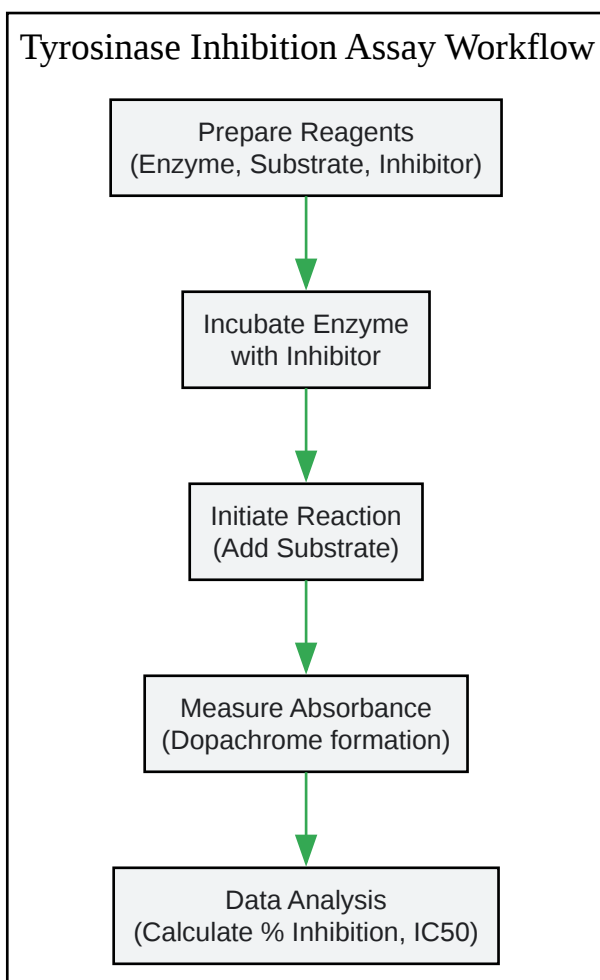 Tyrosinase Inhibition Assay Workflow
Prepare Reagents
(Enzyme, Substrate, Inhibitor)
Incubate Enzyme
with Inhibitor
Initiate Reaction
(Add Substrate)
Measure Absorbance
(Dopachrome formation)
Data Analysis
(Calculate % Inhibition, IC50)